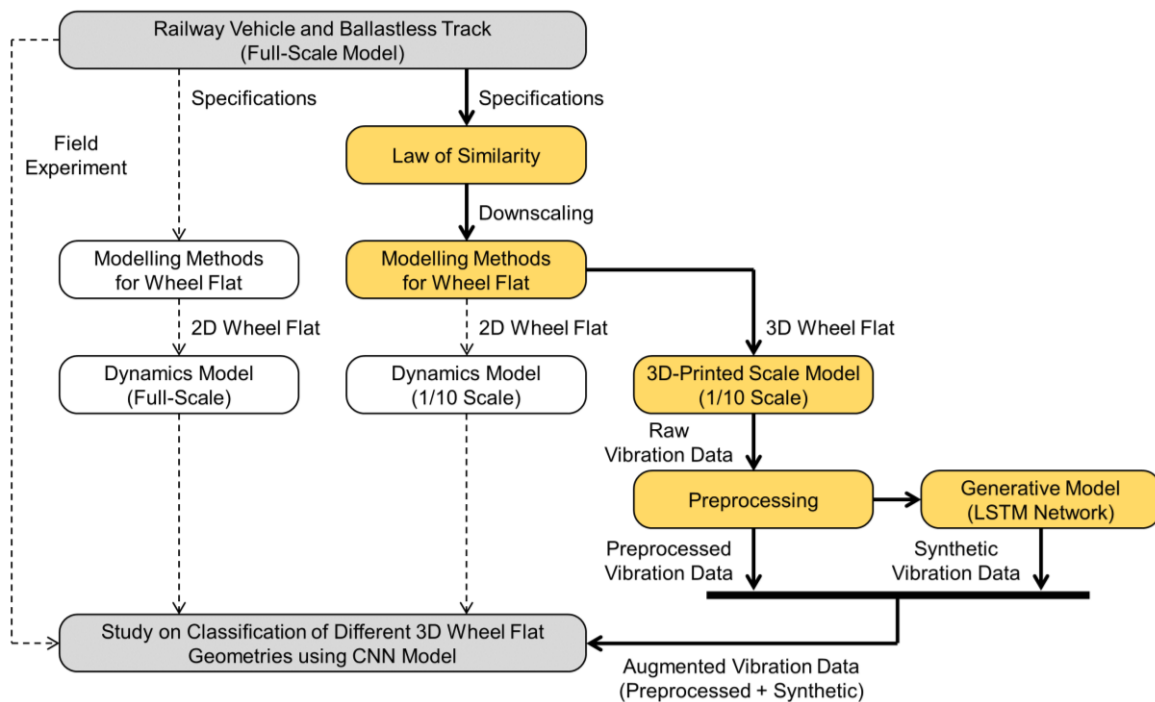 Railway Vehicle and Ballastless Track
(Full-Scale Model)
Specifications
Specifications
Field
Experiment
Law of Similarity
Downscaling
Modelling Methods
for Wheel Flat
Modelling Methods
for Wheel Flat
2D Wheel Flat
2D Wheel Flat
3D Wheel Flat
Dynamics Model
(Full-Scale)
Dynamics Model
(1/10 Scale)
3D-Printed Scale Model
(1/10 Scale)
Raw
Vibration Data
Preprocessing
Generative Model
(LSTM Network)
Preprocessed
Vibration Data
Synthetic
Vibration Data
Study on Classification of Different 3D Wheel Flat
Geometries using CNN Model
Augmented Vibration Data
(Preprocessed + Synthetic)